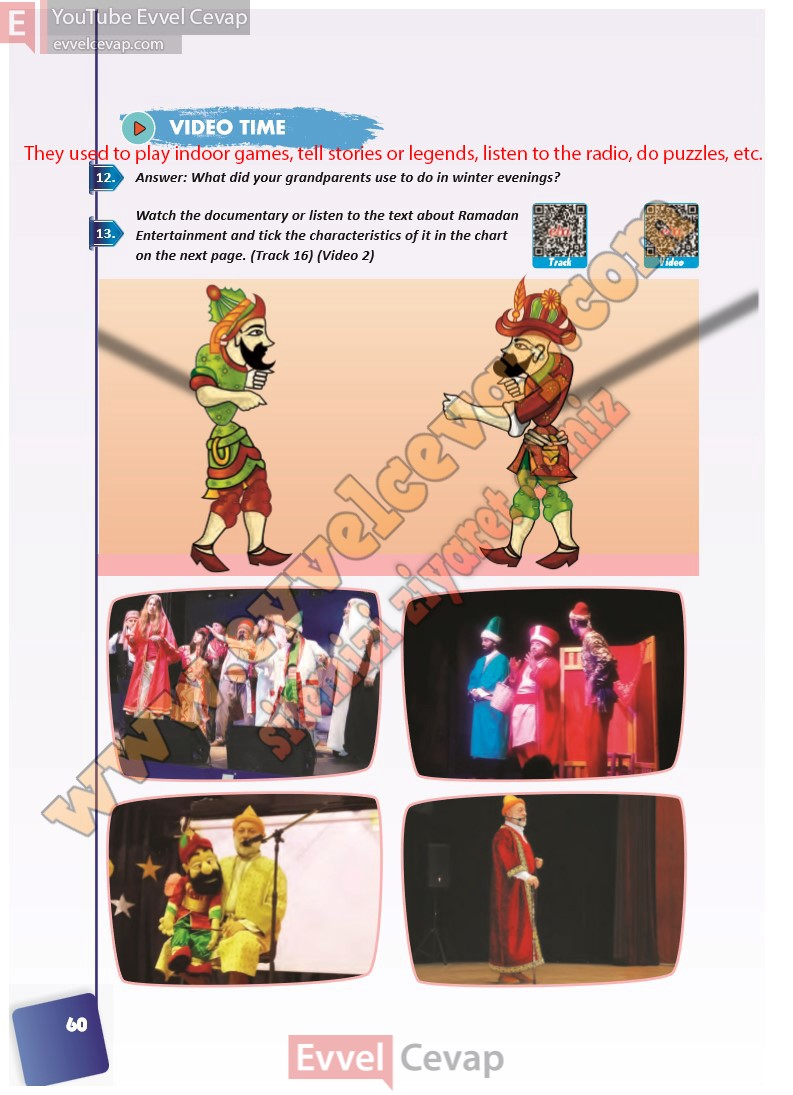 E YouTube Evvel Cevap
evvelcevap.com
VIDEO TIME
They used to play indoor games, tell stories or legends, listen to the radio, do puzzles, etc.
12. Answer: What did your grandparents use to do in winter evenings?
13. Watch the documentary or listen to the text about Ramadan
Entertainment and tick the characteristics of it in the chart
on the next page. (Track 16) (Video 2)
Track
Video
www.evvelcevap.com
sitemizi ziyaret ediniz
60
Evvel Cevap